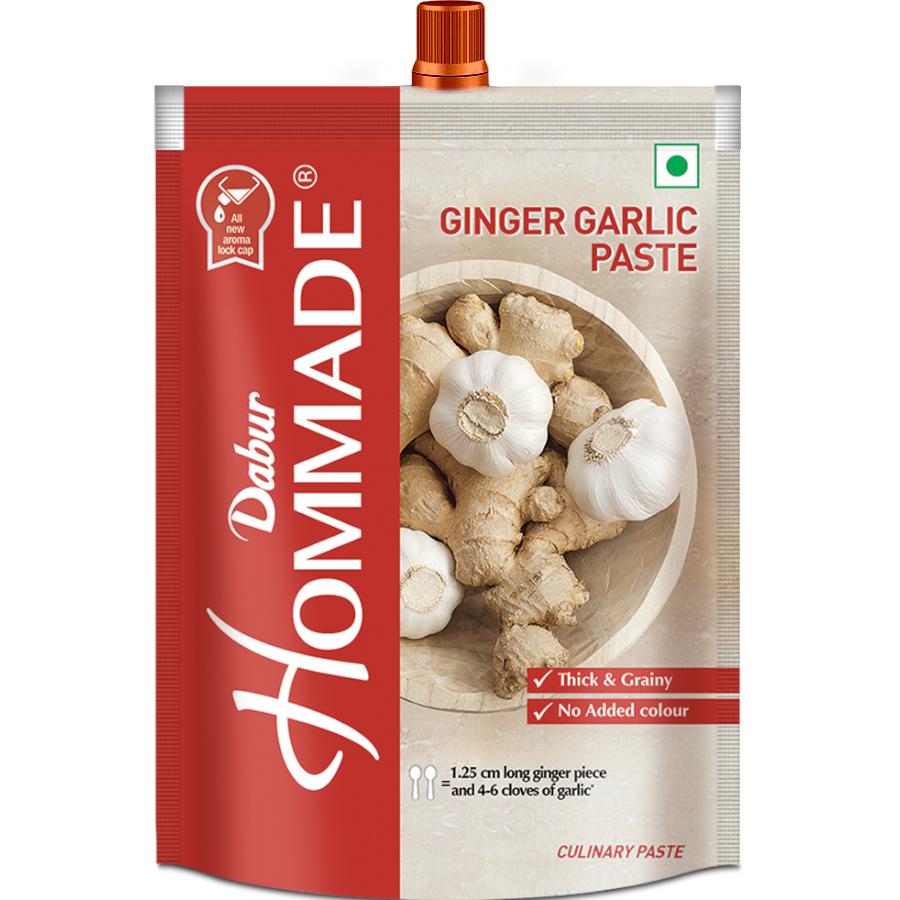 All
new
aroma
lock cap
Dabur
HOMMADE®
GINGER GARLIC
PASTE
✓ Thick & Grainy
✓ No Added colour
= 1.25 cm long ginger piece
and 4-6 cloves of garlic*
CULINARY PASTE